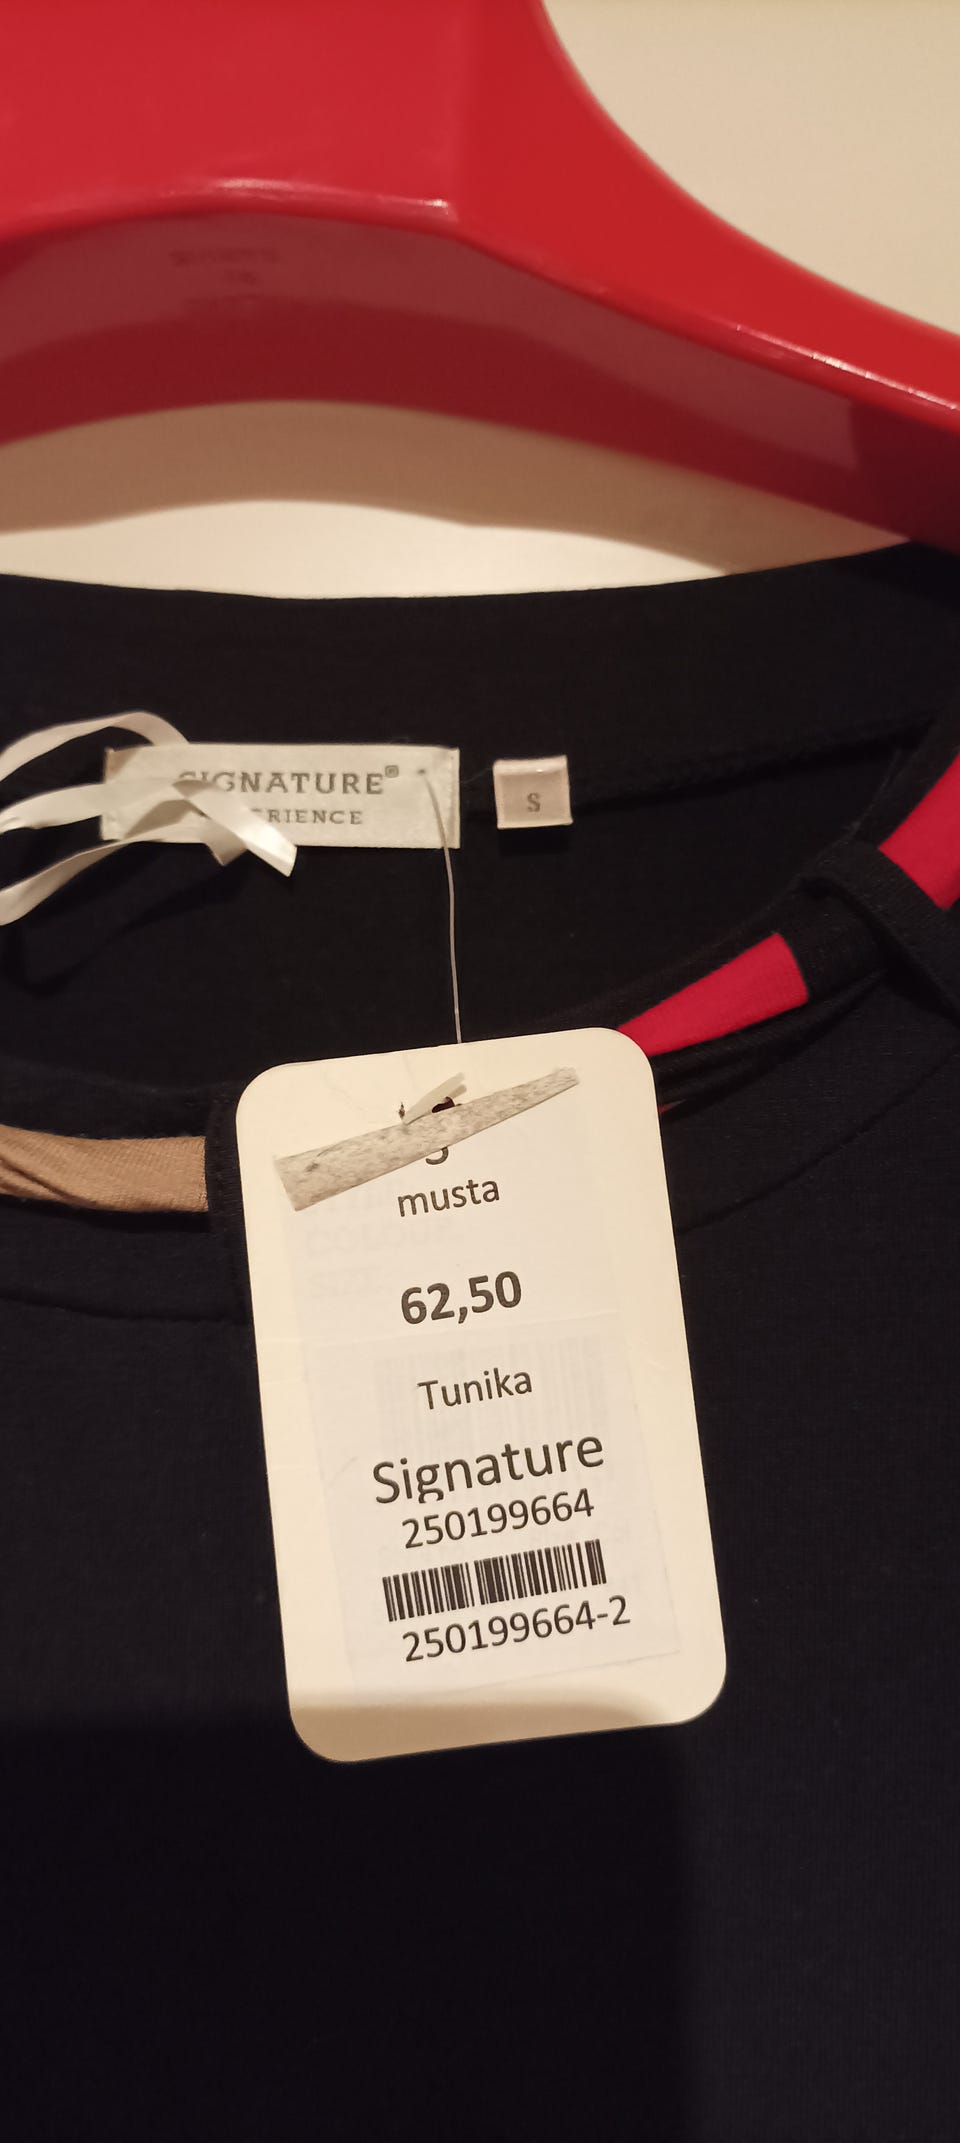 SIGNATURE®
S
musta
62,50
Tunika
Signature
250199664
250199664-2